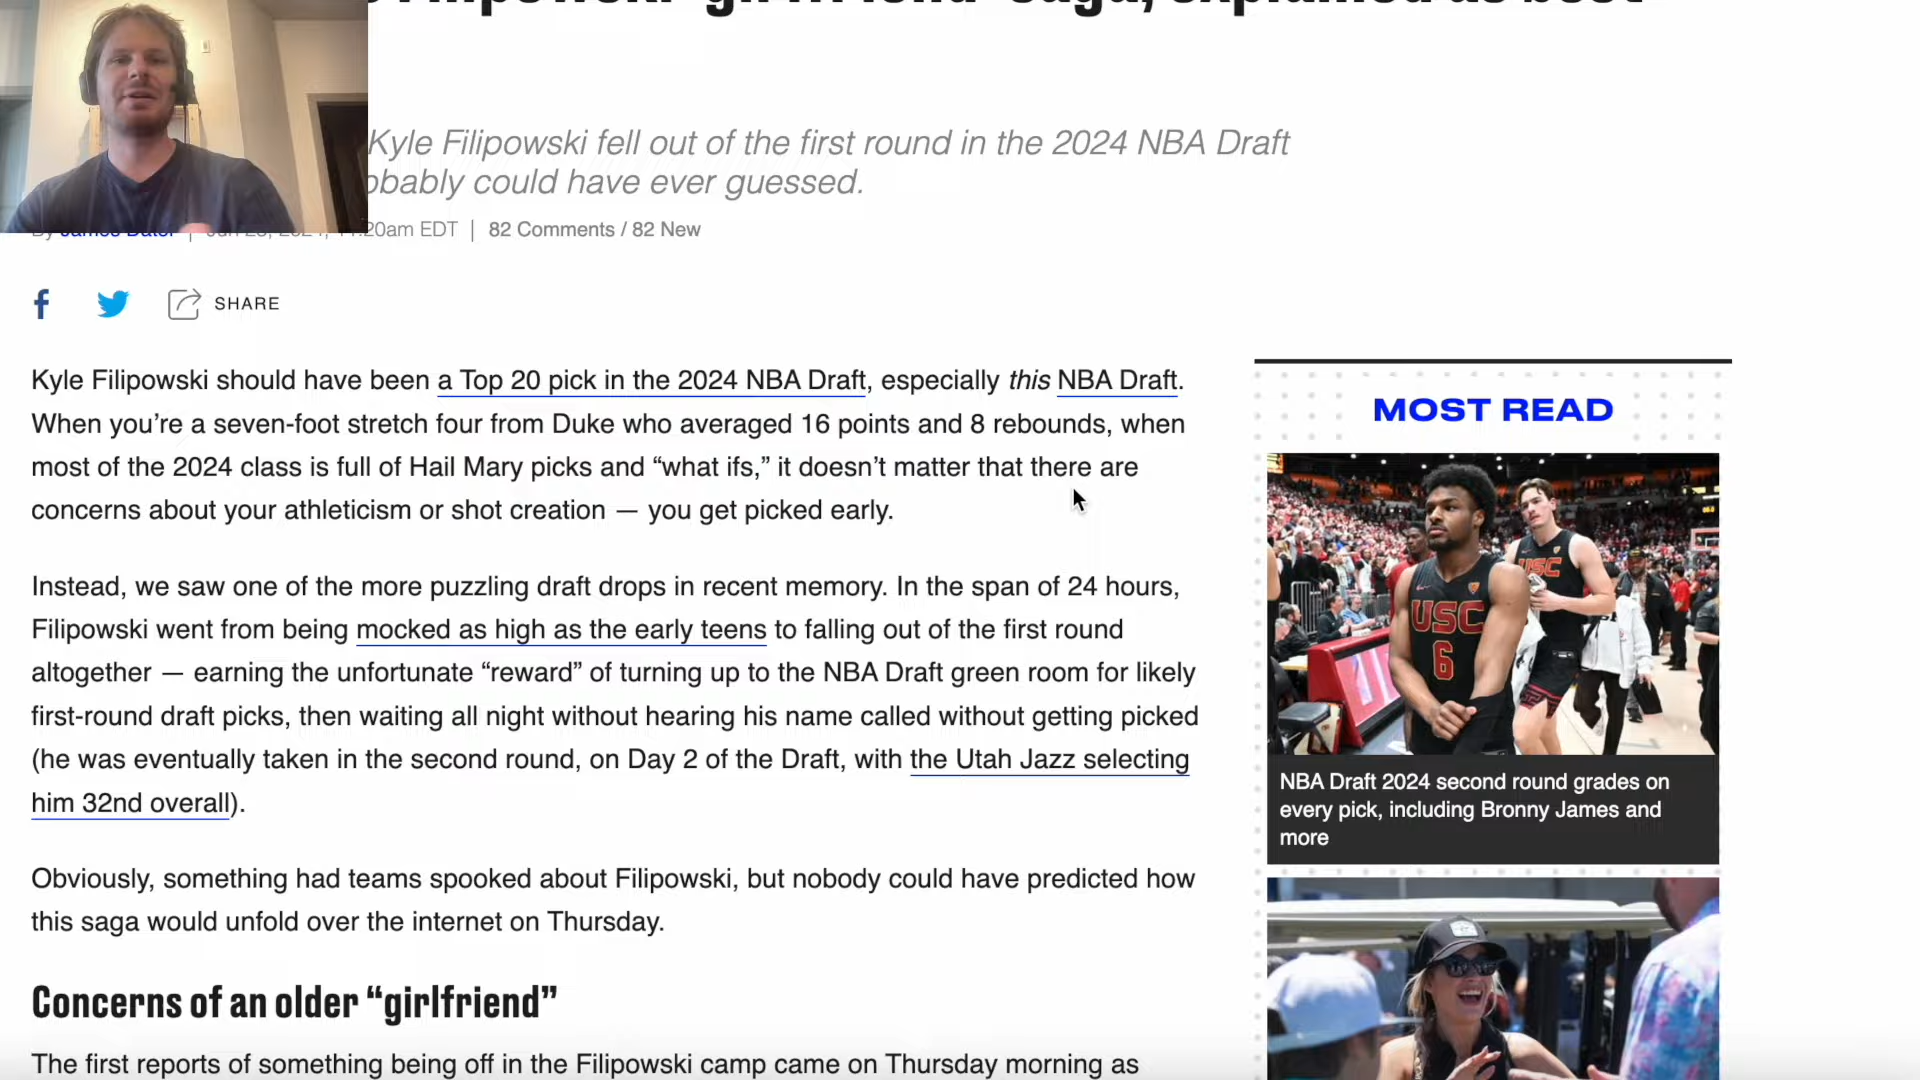 Filipowski ‘girlfriend’ saga, explained as best
Kyle Filipowski fell out of the first round in the 2024 NBA Draft
obably could have ever guessed.
20am EDT | 82 Comments / 82 New
SHARE
Kyle Filipowski should have been a Top 20 pick in the 2024 NBA Draft, especially this NBA Draft.
When you’re a seven-foot stretch four from Duke who averaged 16 points and 8 rebounds, when
most of the 2024 class is full of Hail Mary picks and “what ifs,” it doesn’t matter that there are
concerns about your athleticism or shot creation — you get picked early.
Instead, we saw one of the more puzzling draft drops in recent memory. In the span of 24 hours,
Filipowski went from being mocked as high as the early teens to falling out of the first round
altogether — earning the unfortunate “reward” of turning up to the NBA Draft green room for likely
first-round draft picks, then waiting all night without hearing his name called without getting picked
(he was eventually taken in the second round, on Day 2 of the Draft, with the Utah Jazz selecting
him 32nd overall).
Obviously, something had teams spooked about Filipowski, but nobody could have predicted how
this saga would unfold over the internet on Thursday.
Concerns of an older “girlfriend”
The first reports of something being off in the Filipowski camp came on Thursday morning as
MOST READ
USC
6
USC
NBA Draft 2024 second round grades on
every pick, including Bronny James and
more